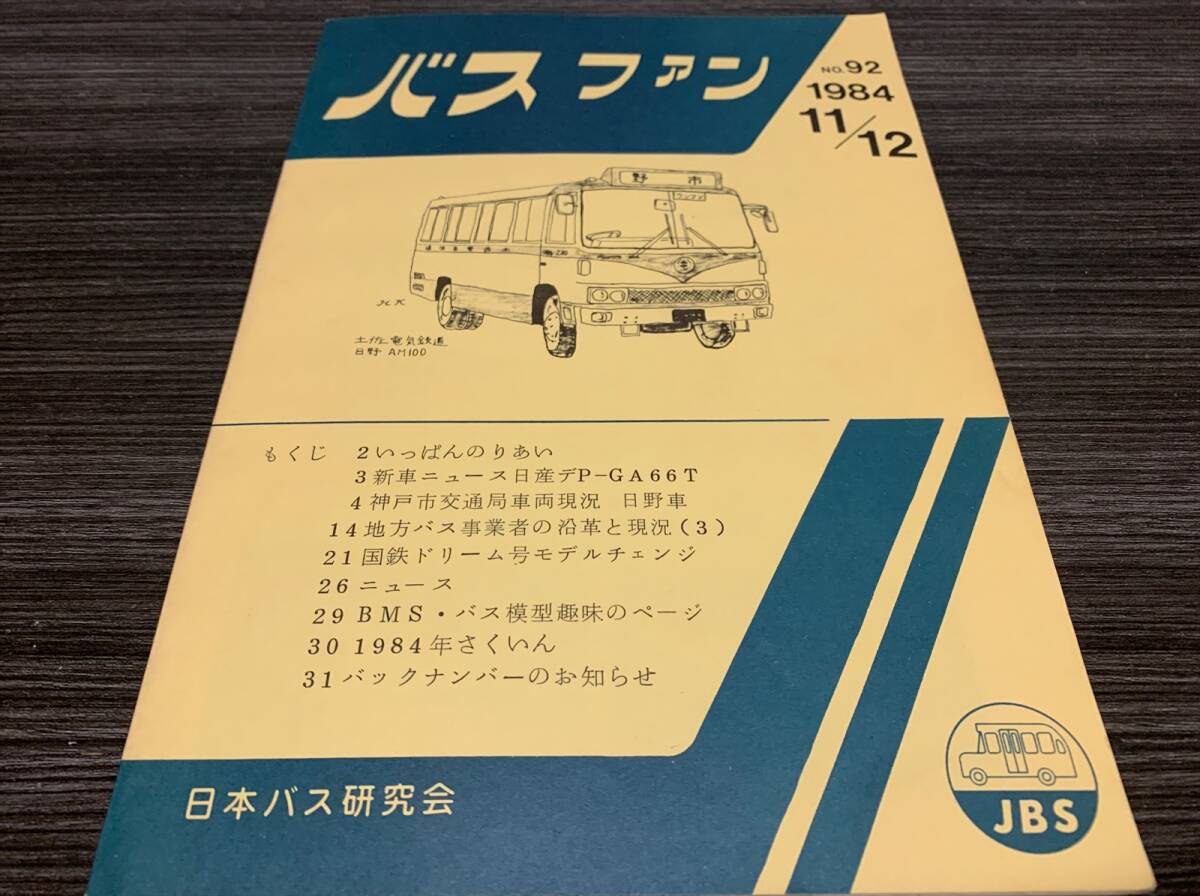 バスファン
NO.92
1984
11/12
野市
ワンマン
H.K
土佐電気鉄道
日野 AM100
もくじ 2いっぱんのりあい
3新車ニュース日産デP-GA66T
4神戸市交通局車両現況 日野車
14地方バス事業者の沿革と現況(3)
21国鉄ドリーム号モデルチェンジ
26ニュース
29BMS・バス模型趣味のページ
301984年さくいん
31バックナンバーのお知らせ
日本バス研究会
JBS